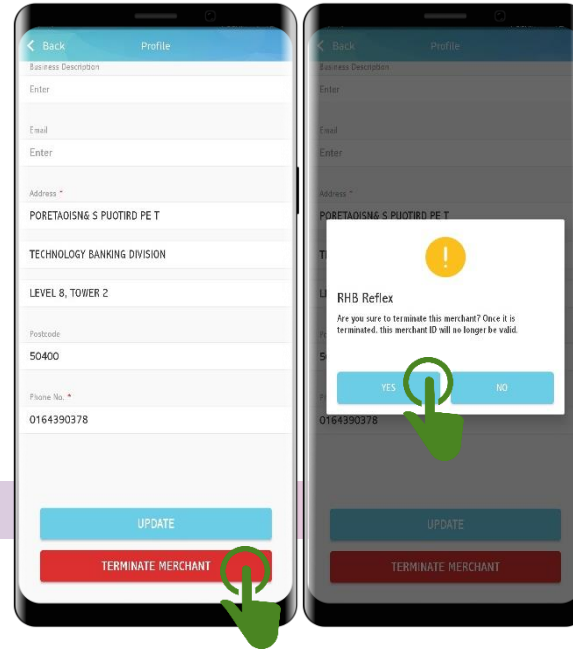 Back
Profile
Business Description
Enter
Email
Enter
Address *
PORETAOISN& S PUOTIRD PE T
TECHNOLOGY BANKING DIVISION
LEVEL 8, TOWER 2
Postcode
50400
Phone No. *
0164390378
UPDATE
TERMINATE MERCHANT
Back
Profile
Business Description
Enter
Email
Enter
Address *
PORETAOISN& S PUOTIRD PE T
RHB Reflex
Are you sure to terminate this merchant? Once it is
terminated. this merchant ID will no longer be valid.
YES
NO
0164390378
UPDATE
TERMINATE MERCHANT